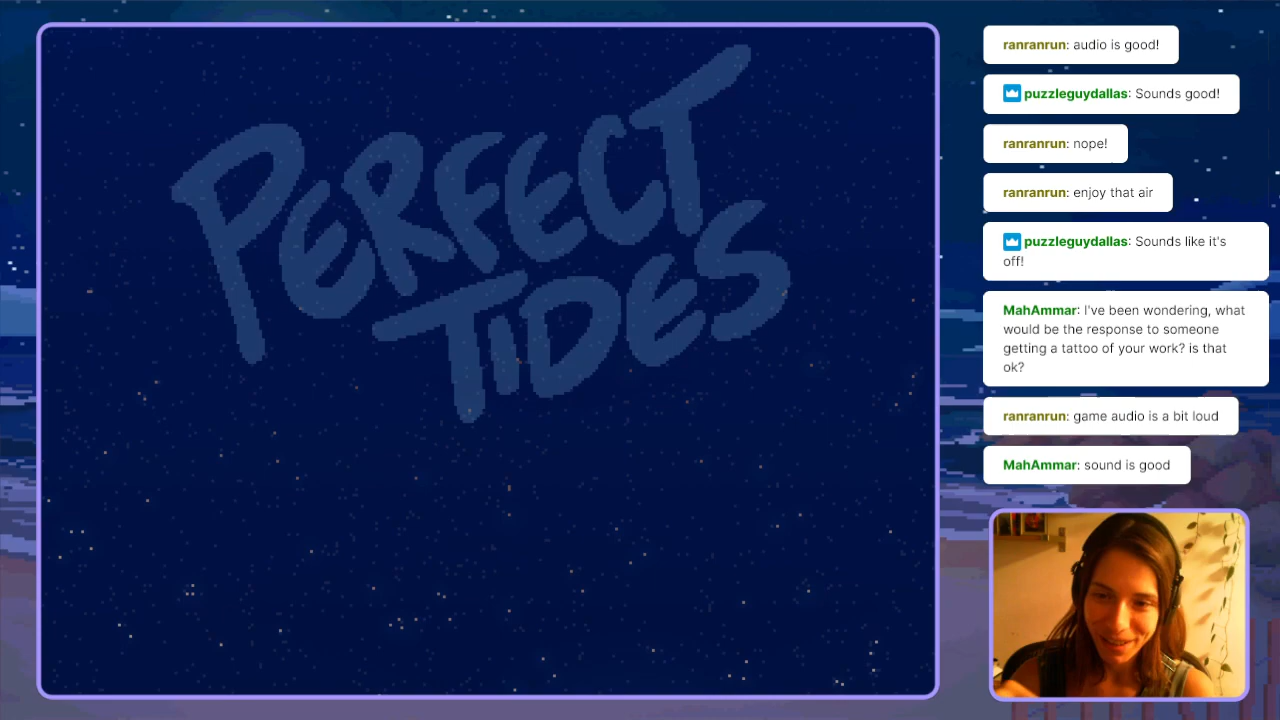 PERFECT
TIDES
ranranrun: audio is good!
puzzleguydallas: Sounds good!
ranranrun: nope!
ranranrun: enjoy that air
puzzleguydallas: Sounds like it's
off!
MahAmmar: I've been wondering, what
would be the response to someone
getting a tattoo of your work? is that
ok?
ranranrun: game audio is a bit loud
MahAmmar: sound is good